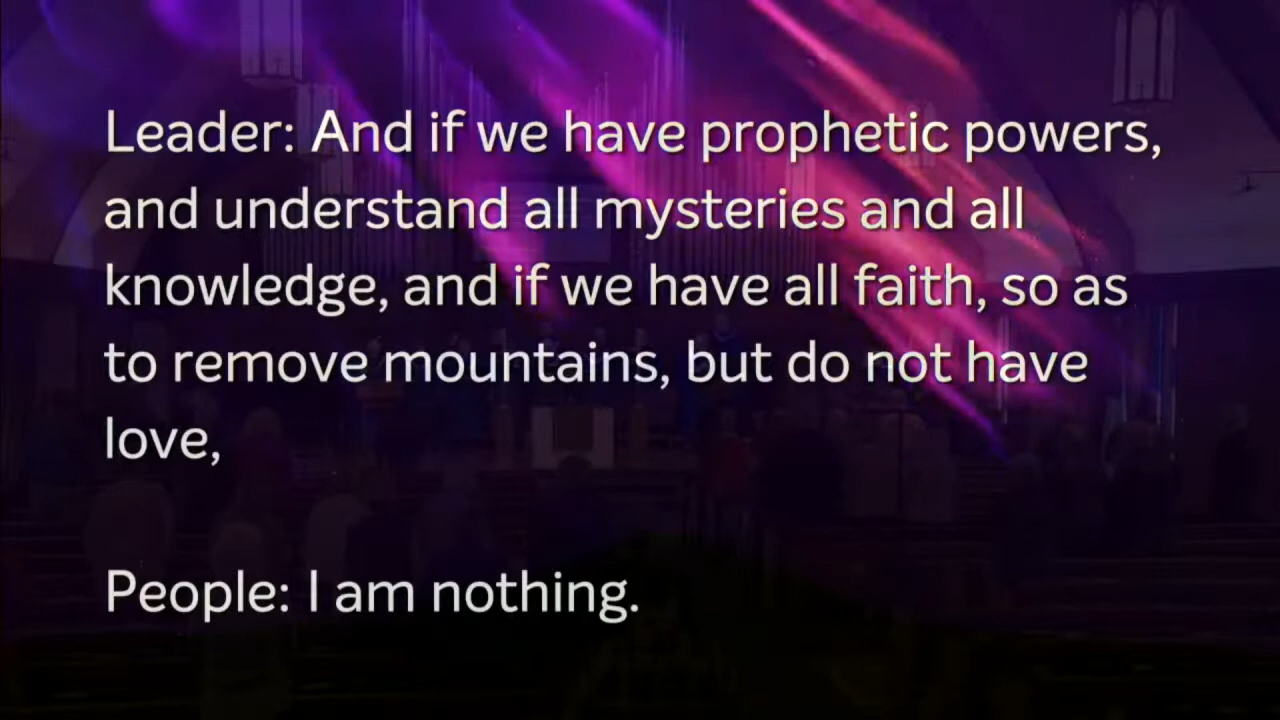 Leader: And if we have prophetic powers,
and understand all mysteries and all
knowledge, and if we have all faith, so as
to remove mountains, but do not have
love,
People: I am nothing.